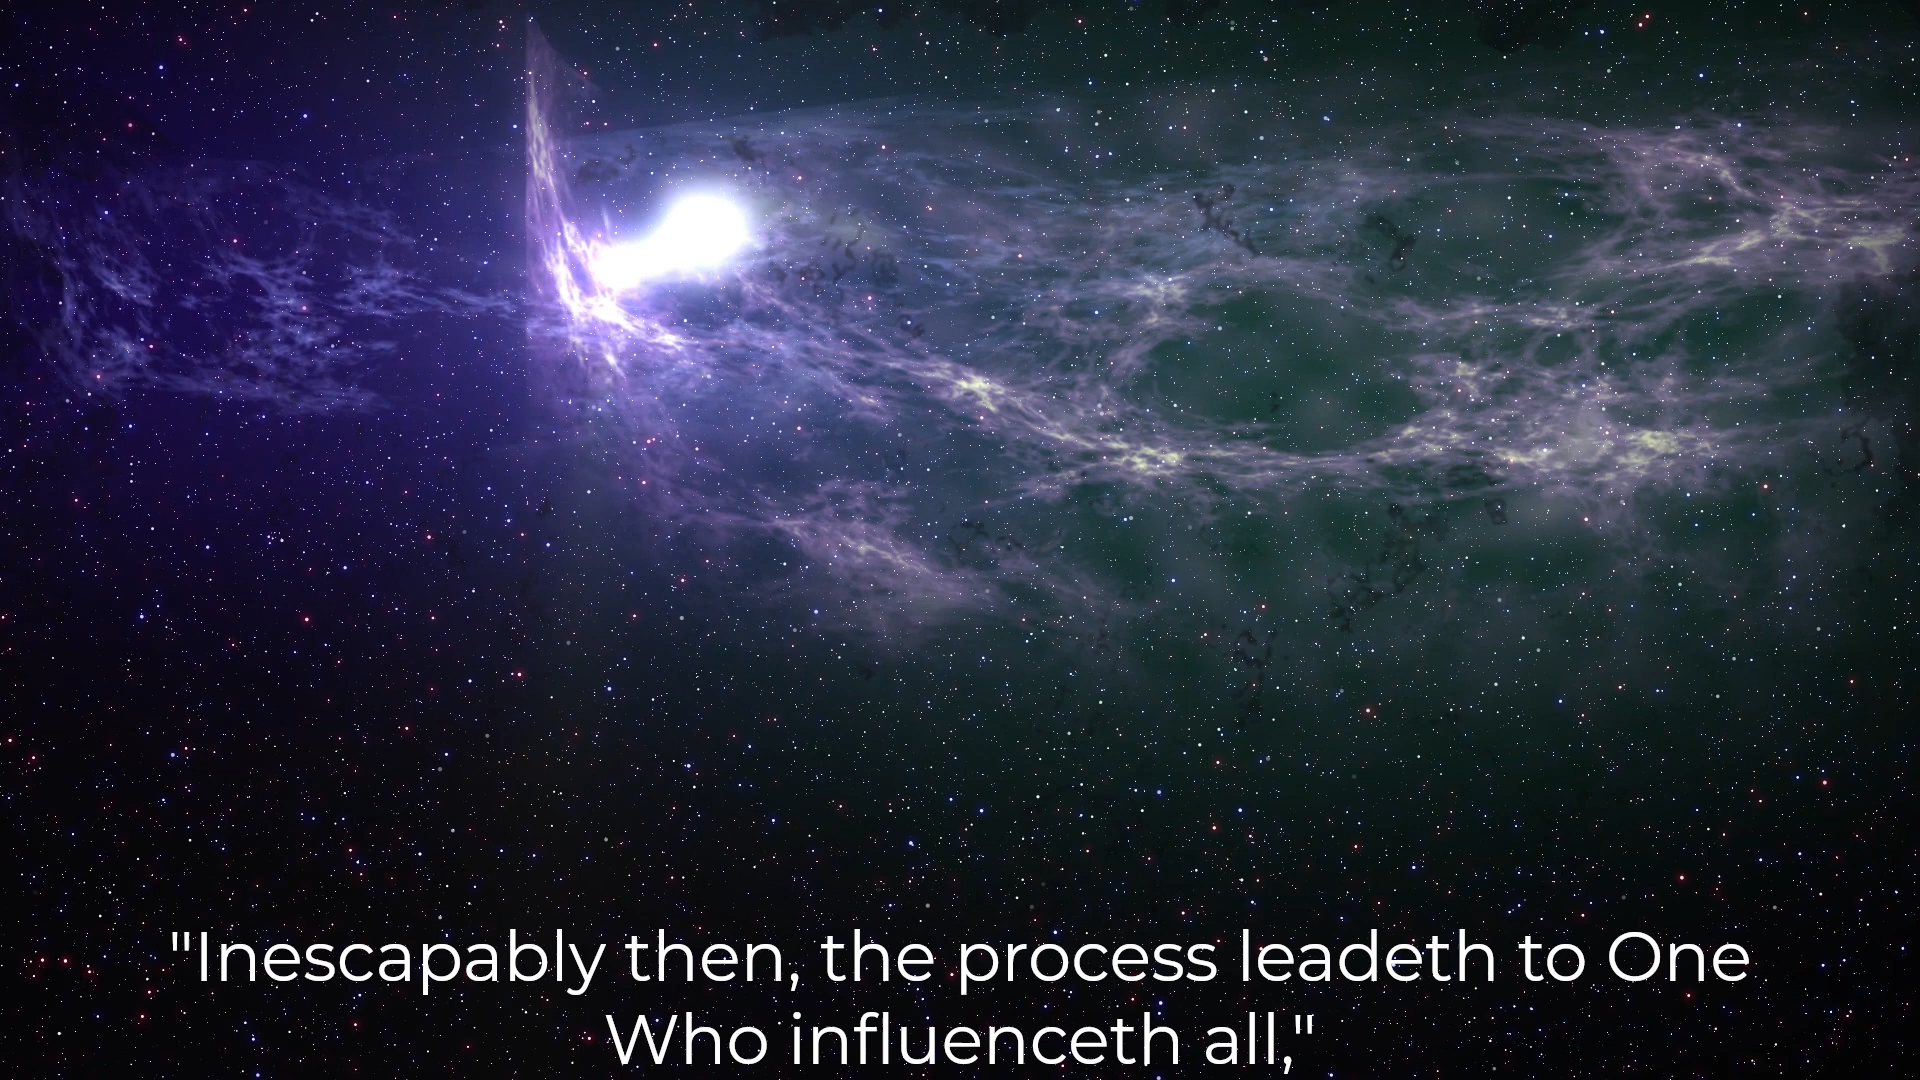 "Inescapably then, the process leadeth to One
Who influenceth all,"